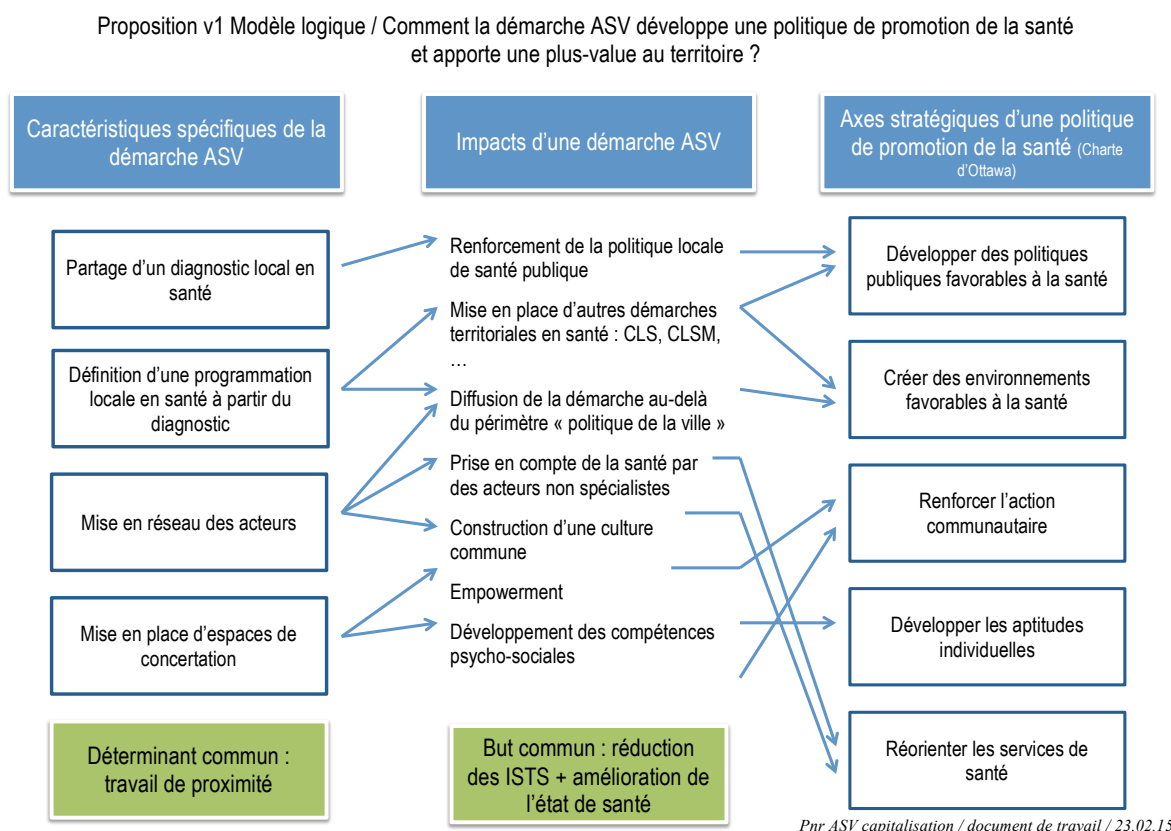 Proposition v1 Modèle logique / Comment la démarche ASV développe une politique de promotion de la santé
et apporte une plus-value au territoire ?
Caractéristiques spécifiques de la
démarche ASV
Impacts d’une démarche ASV
Axes stratégiques d’une politique
de promotion de la santé (Charte
d’Ottawa)
Partage d’un diagnostic local en
santé
Définition d’une programmation
locale en santé à partir du
diagnostic
Mise en réseau des acteurs
Mise en place d’espaces de
concertation
Déterminant commun :
travail de proximité
Renforcement de la politique locale
de santé publique
Mise en place d’autres démarches
territoriales en santé : CLS, CLSM,
…
Diffusion de la démarche au-delà
du périmètre « politique de la ville »
Prise en compte de la santé par
des acteurs non spécialistes
Construction d’une culture
commune
Empowerment
Développement des compétences
psycho-sociales
But commun : réduction
des ISTS + amélioration de
l’état de santé
Développer des politiques
publiques favorables à la santé
Créer des environnements
favorables à la santé
Renforcer l’action
communautaire
Développer les aptitudes
individuelles
Réorienter les services de
santé
Pnr ASV capitalisation / document de travail / 23.02.15